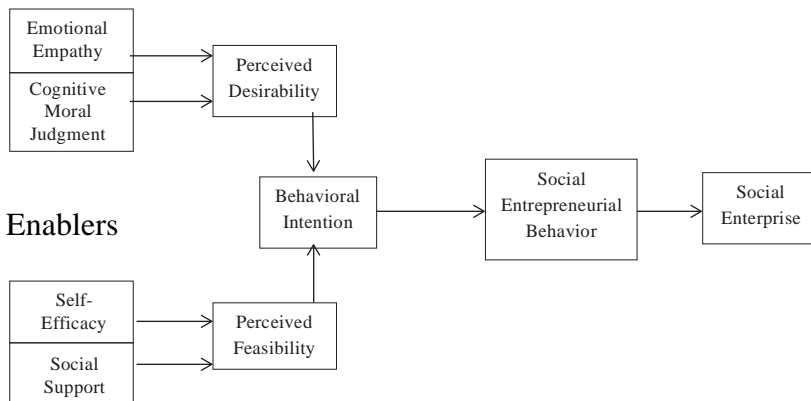 Emotional
Empathy
Cognitive
Moral
Judgment
Perceived
Desirability
Behavioral
Intention
Social
Entrepreneurial
Behavior
Social
Enterprise
Enablers
Self-
Efficacy
Social
Support
Perceived
Feasibility